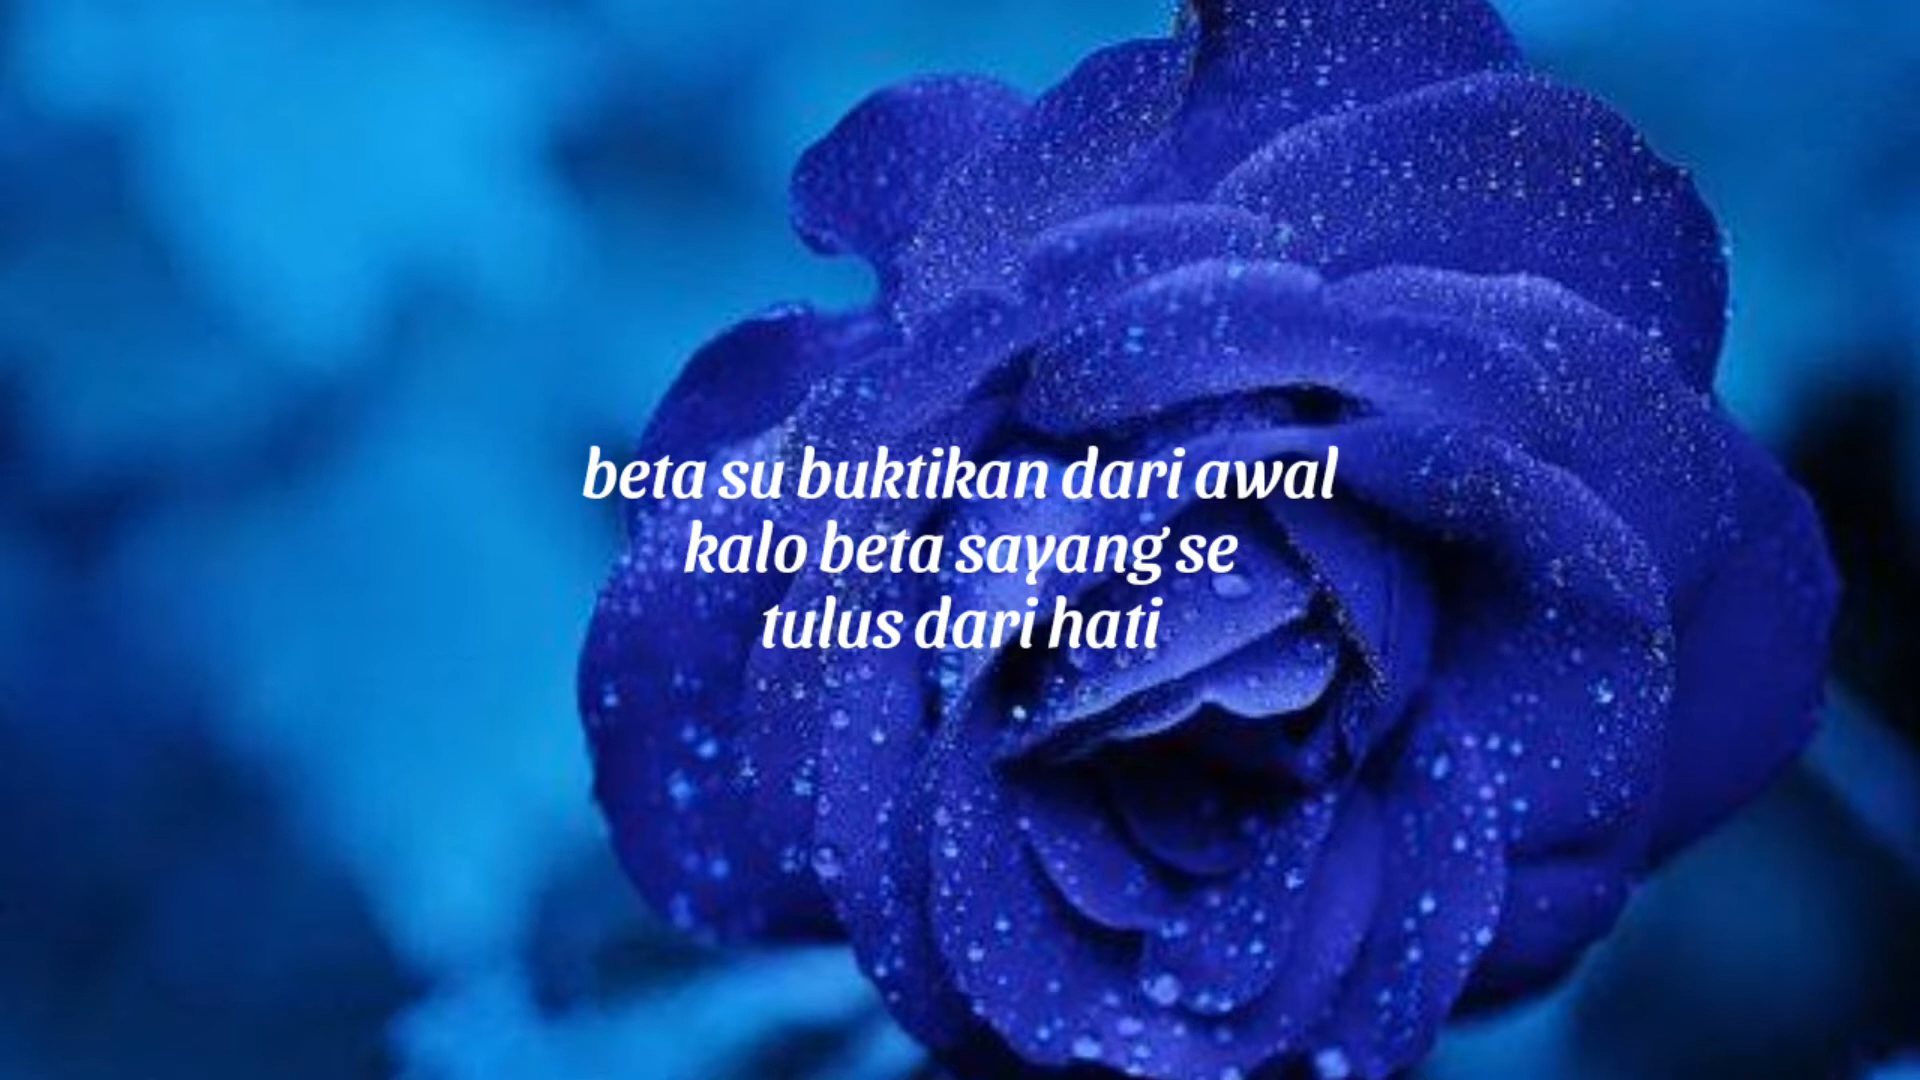 beta su buktikan dari awal
kalo beta sayang se
tulus dari hati